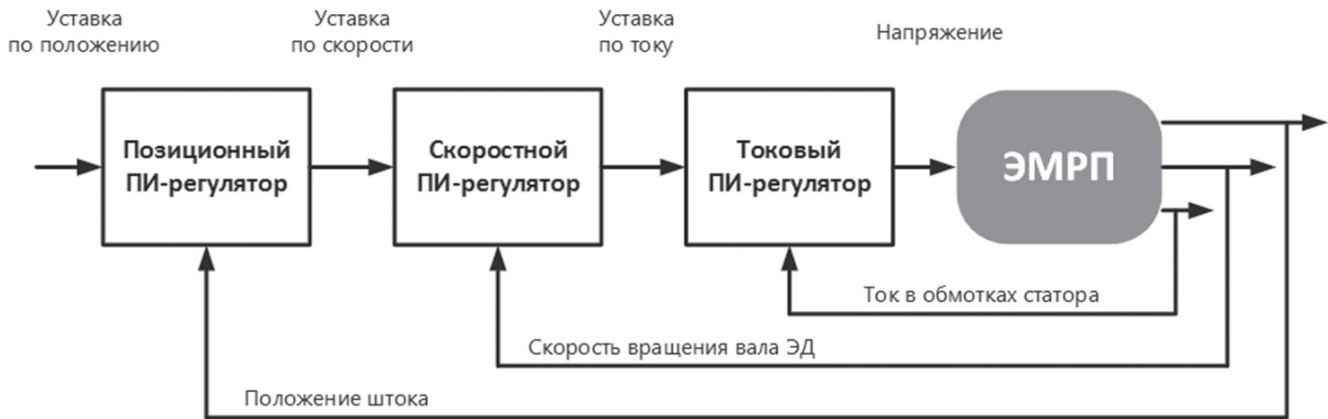 Уставка
по положению
Уставка
по скорости
Уставка
по току
Напряжение
Позиционный
ПИ-регулятор
Скоростной
ПИ-регулятор
Токовый
ПИ-регулятор
ЭМРП
Ток в обмотках статора
Скорость вращения вала ЭД
Положение штока